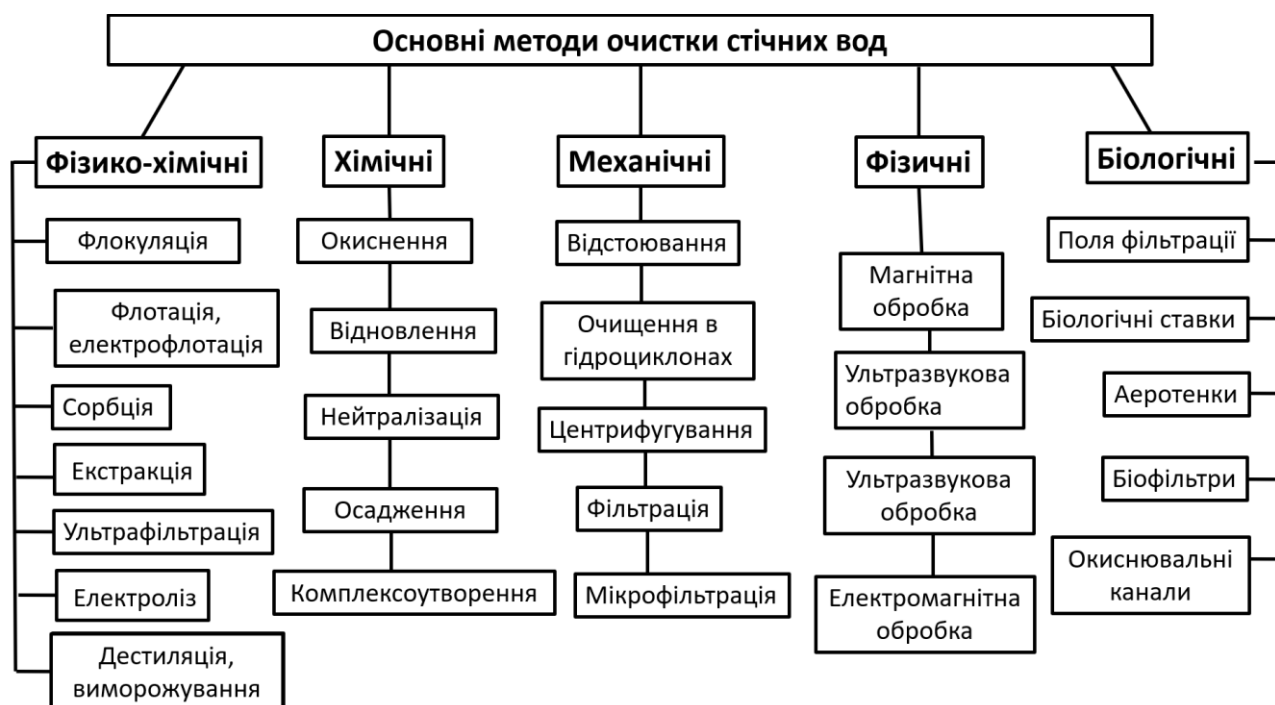 Основні методи очистки стічних вод
Фізико-хімічні
Флокуляція
Флотація,
електрофлотація
Сорбція
Екстракція
Ультрафільтрація
Електроліз
Дестиляція,
виморожування
Хімічні
Окиснення
Відновлення
Нейтралізація
Осадження
Комплексоутворення
Механічні
Відстоювання
Очищення в
гідроциклонах
Центрифугування
Фільтрація
Мікрофільтрація
Фізичні
Магнітна
обробка
Ультразвукова
обробка
Ультразвукова
обробка
Електромагнітна
обробка
Біологічні
Поля фільтрації
Біологічні ставки
Аеротенки
Біофільтри
Окиснювальні
канали